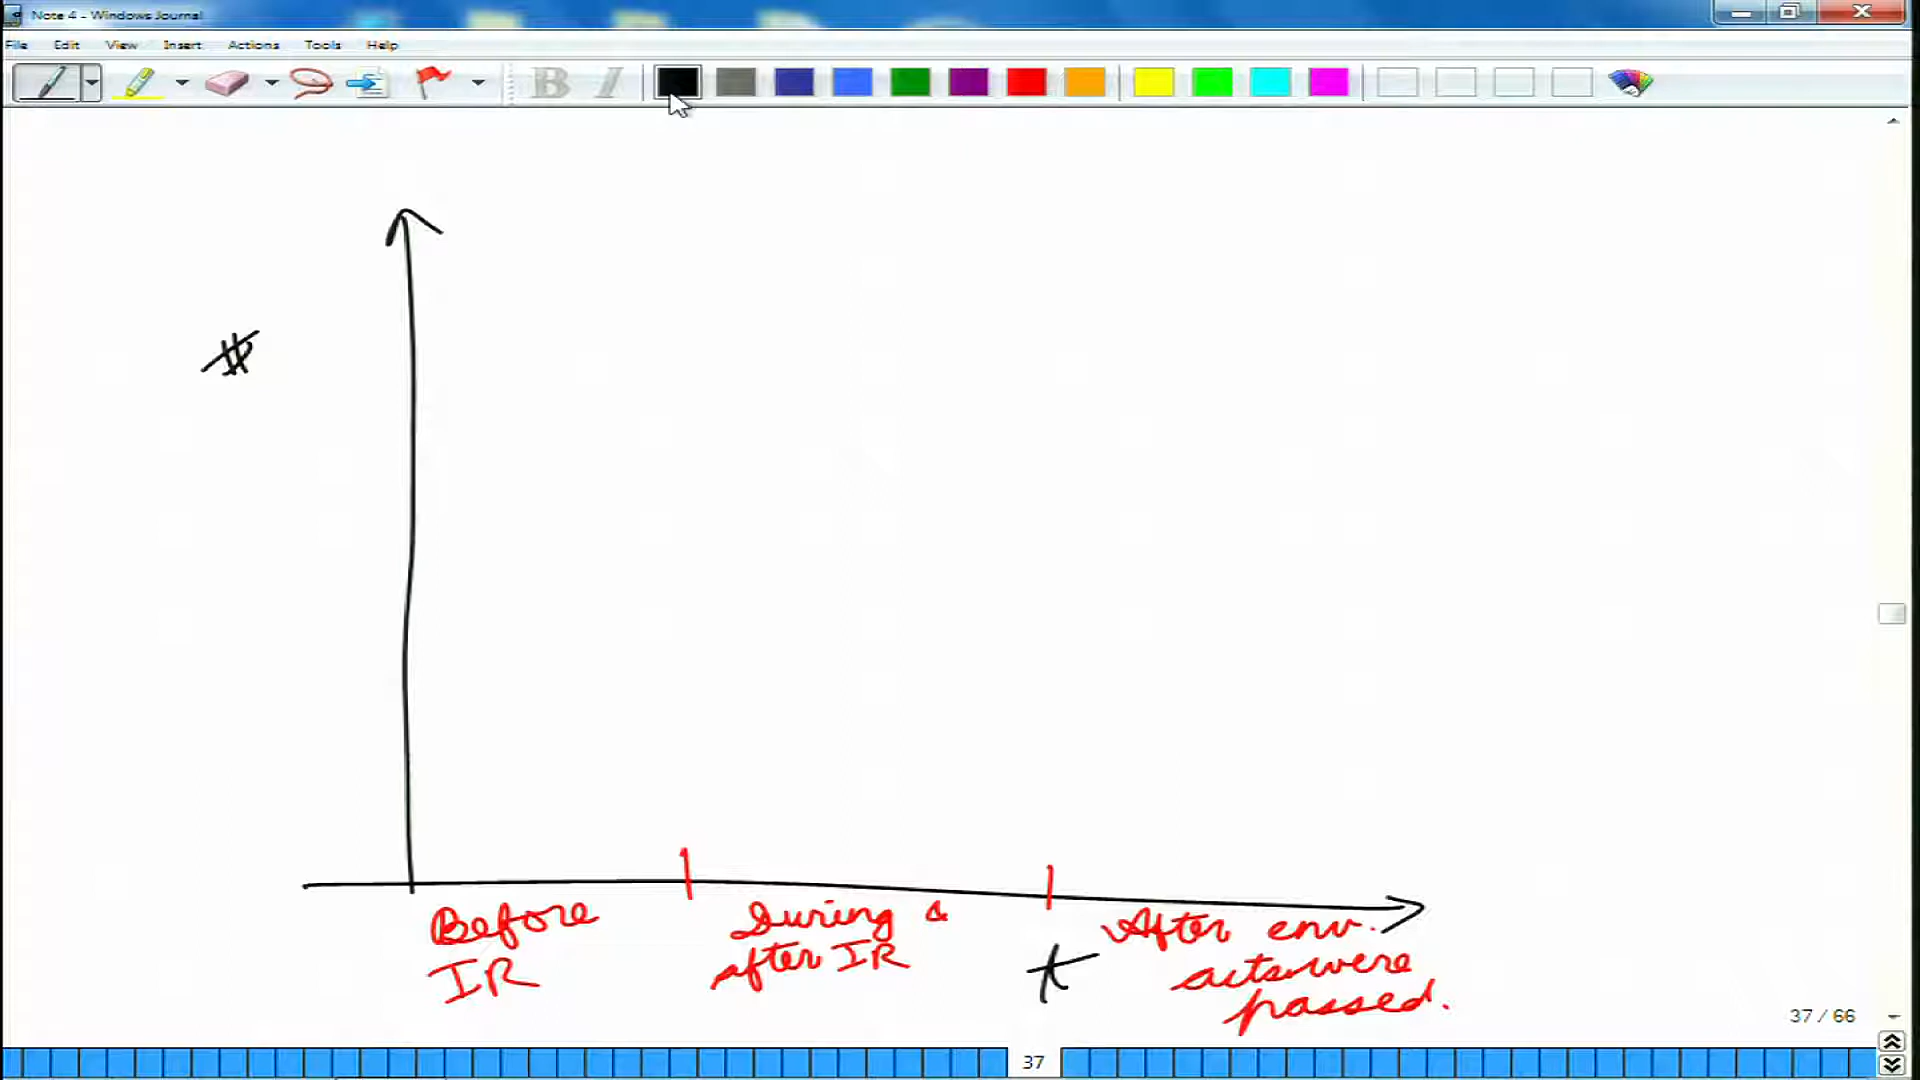 Note 4 - Windows Journal
File Edit View Insert Actions Tools Help
B I
#
Before
IR
During &
after IR
t
After env.
acts were
passed.
37 / 66
37